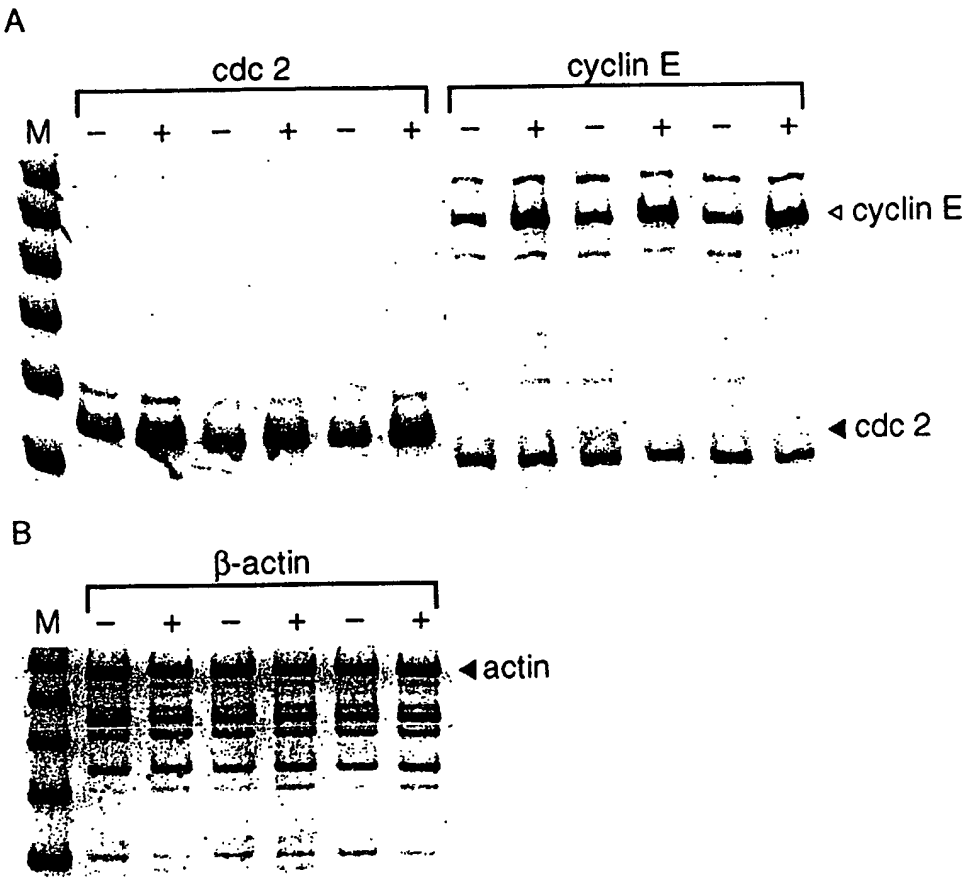 A
cdc 2
cyclin E
M − + − + − + − + − + − +
◃ cyclin E
◀ cdc 2
B
β-actin
M − + − + − +
◀ actin